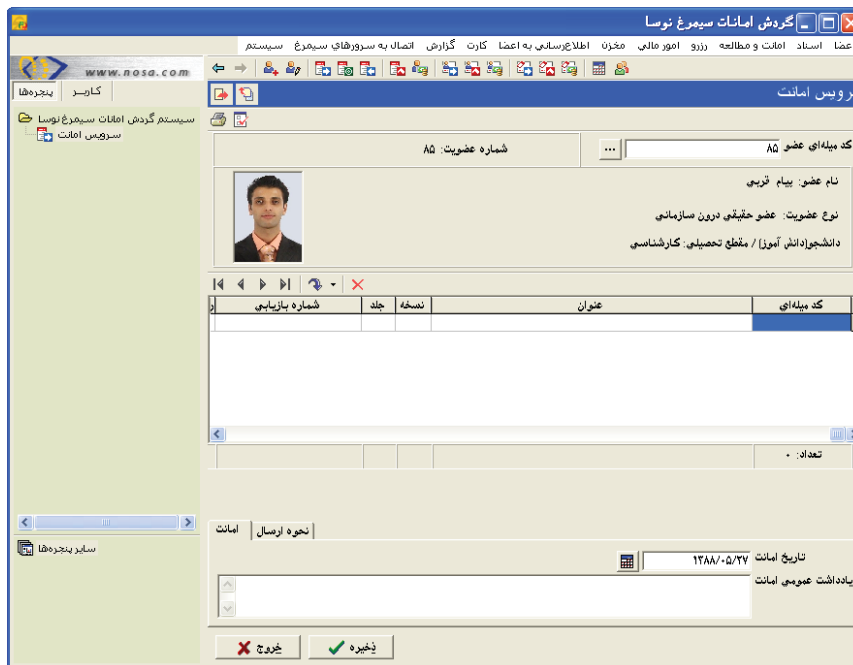 گردش امانات سیمرغ نوسا
اعضا اسناد امانت و مطالعه رزرو امور مالی مخزن اطلاع‌رسانی به اعضا کارت گزارش اتصال به سرورهاي سیمرغ سیستم
www.nosa.com
کاربر پنجره‌ها
سرویس امانت
سیستم گردش امانات سیمرغ نوسا
سرویس امانت
کد میله‌ای عضو ۸۵ ... شماره عضویت: ۸۵
نام عضو: پیام قربی
نوع عضویت: عضو حقیقی درون سازمانی
دانشجو(دانش آموز) / مقطع تحصیلی: کارشناسی
کد میله‌ای عنوان نسخه جلد شماره بازیابی
تعداد: ۰
سایر پنجره‌ها
امانت نحوه ارسال
تاریخ امانت ۱۳۸۸/۰۵/۲۷
یادداشت عمومی امانت
ذخیره خروج